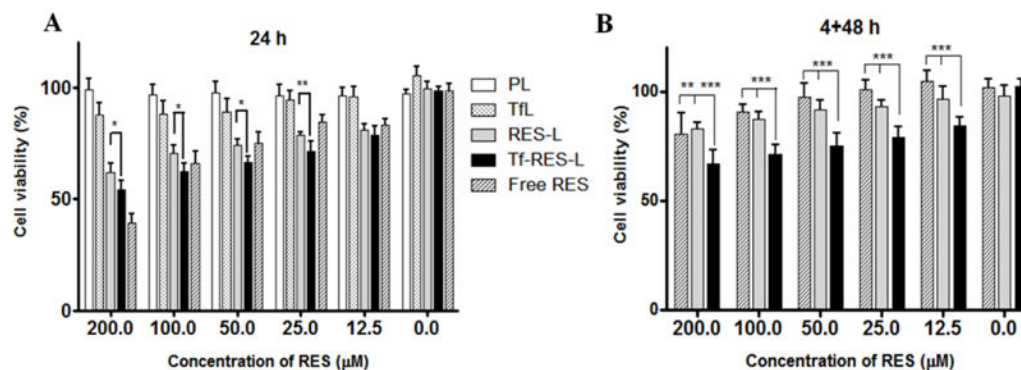 A
24 h
Cell viability (%)
100
50
0
* * * **
200.0 100.0 50.0 25.0 12.5 0.0
Concentration of RES (μM)
PL
TfL
RES-L
Tf-RES-L
Free RES
B
4+48 h
Cell viability (%)
100
50
0
** *** *** *** *** ***
200.0 100.0 50.0 25.0 12.5 0.0
Concentration of RES (μM)